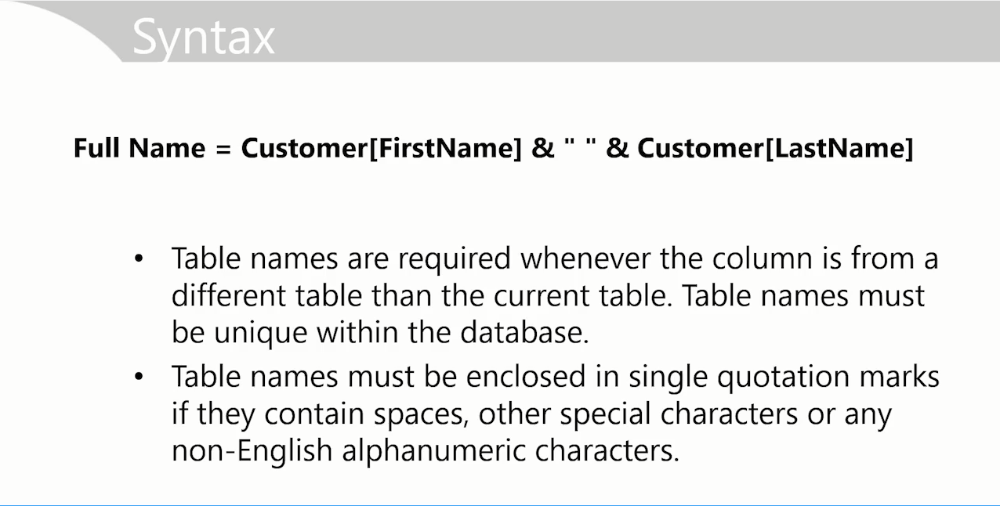 Syntax
Full Name = Customer[FirstName] & " " & Customer[LastName]
• Table names are required whenever the column is from a
different table than the current table. Table names must
be unique within the database.
• Table names must be enclosed in single quotation marks
if they contain spaces, other special characters or any
non-English alphanumeric characters.